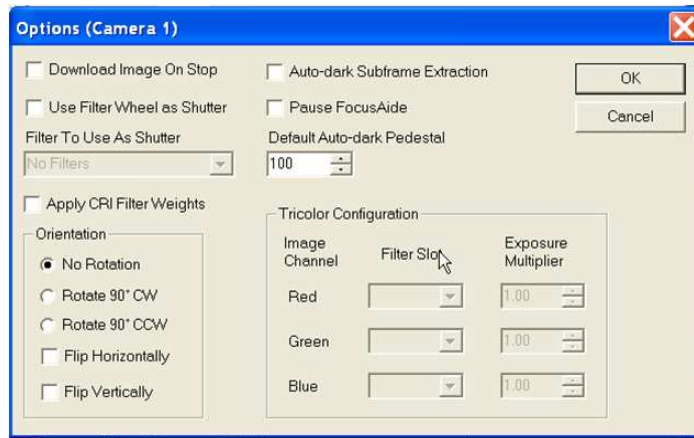 Options (Camera 1)
Download Image On Stop
Auto-dark Subframe Extraction
OK
Use Filter Wheel as Shutter
Pause FocusAide
Cancel
Filter To Use As Shutter
Default Auto-dark Pedestal
No Filters
100
Apply CRI Filter Weights
Tricolor Configuration
Orientation
Image Channel
Filter Slot
Exposure Multiplier
No Rotation
Rotate 90° CW
Rotate 90° CCW
Flip Horizontally
Flip Vertically
Red
1.00
Green
1.00
Blue
1.00